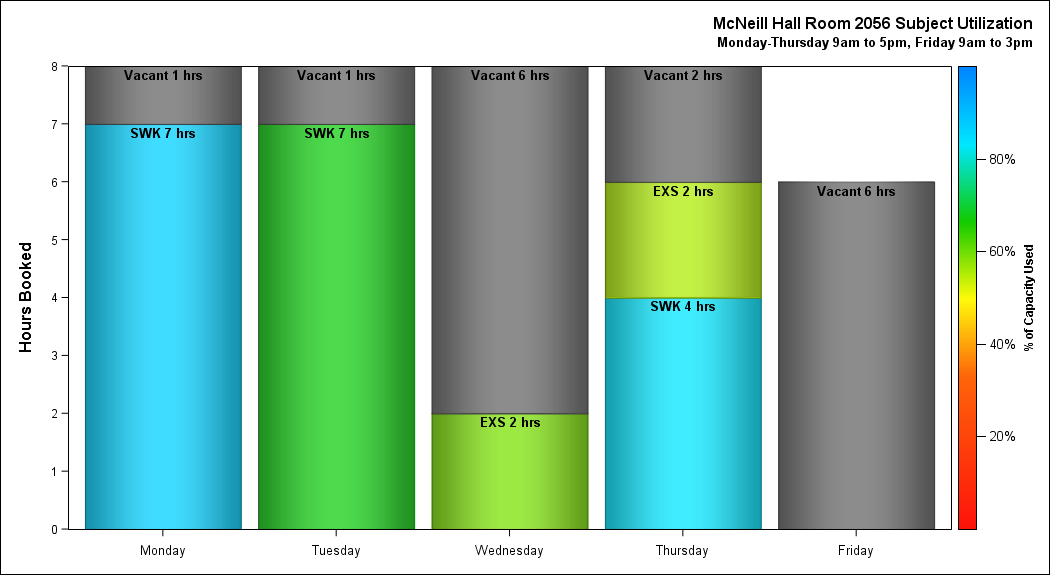 McNeill Hall Room 2056 Subject Utilization
Monday-Thursday 9am to 5pm, Friday 9am to 3pm
Hours Booked
8
7
6
5
4
3
2
1
0
Vacant 1 hrs
SWK 7 hrs
Vacant 1 hrs
SWK 7 hrs
Vacant 6 hrs
EXS 2 hrs
Vacant 2 hrs
EXS 2 hrs
SWK 4 hrs
Vacant 6 hrs
Monday
Tuesday
Wednesday
Thursday
Friday
80%
60%
40%
20%
% of Capacity Used